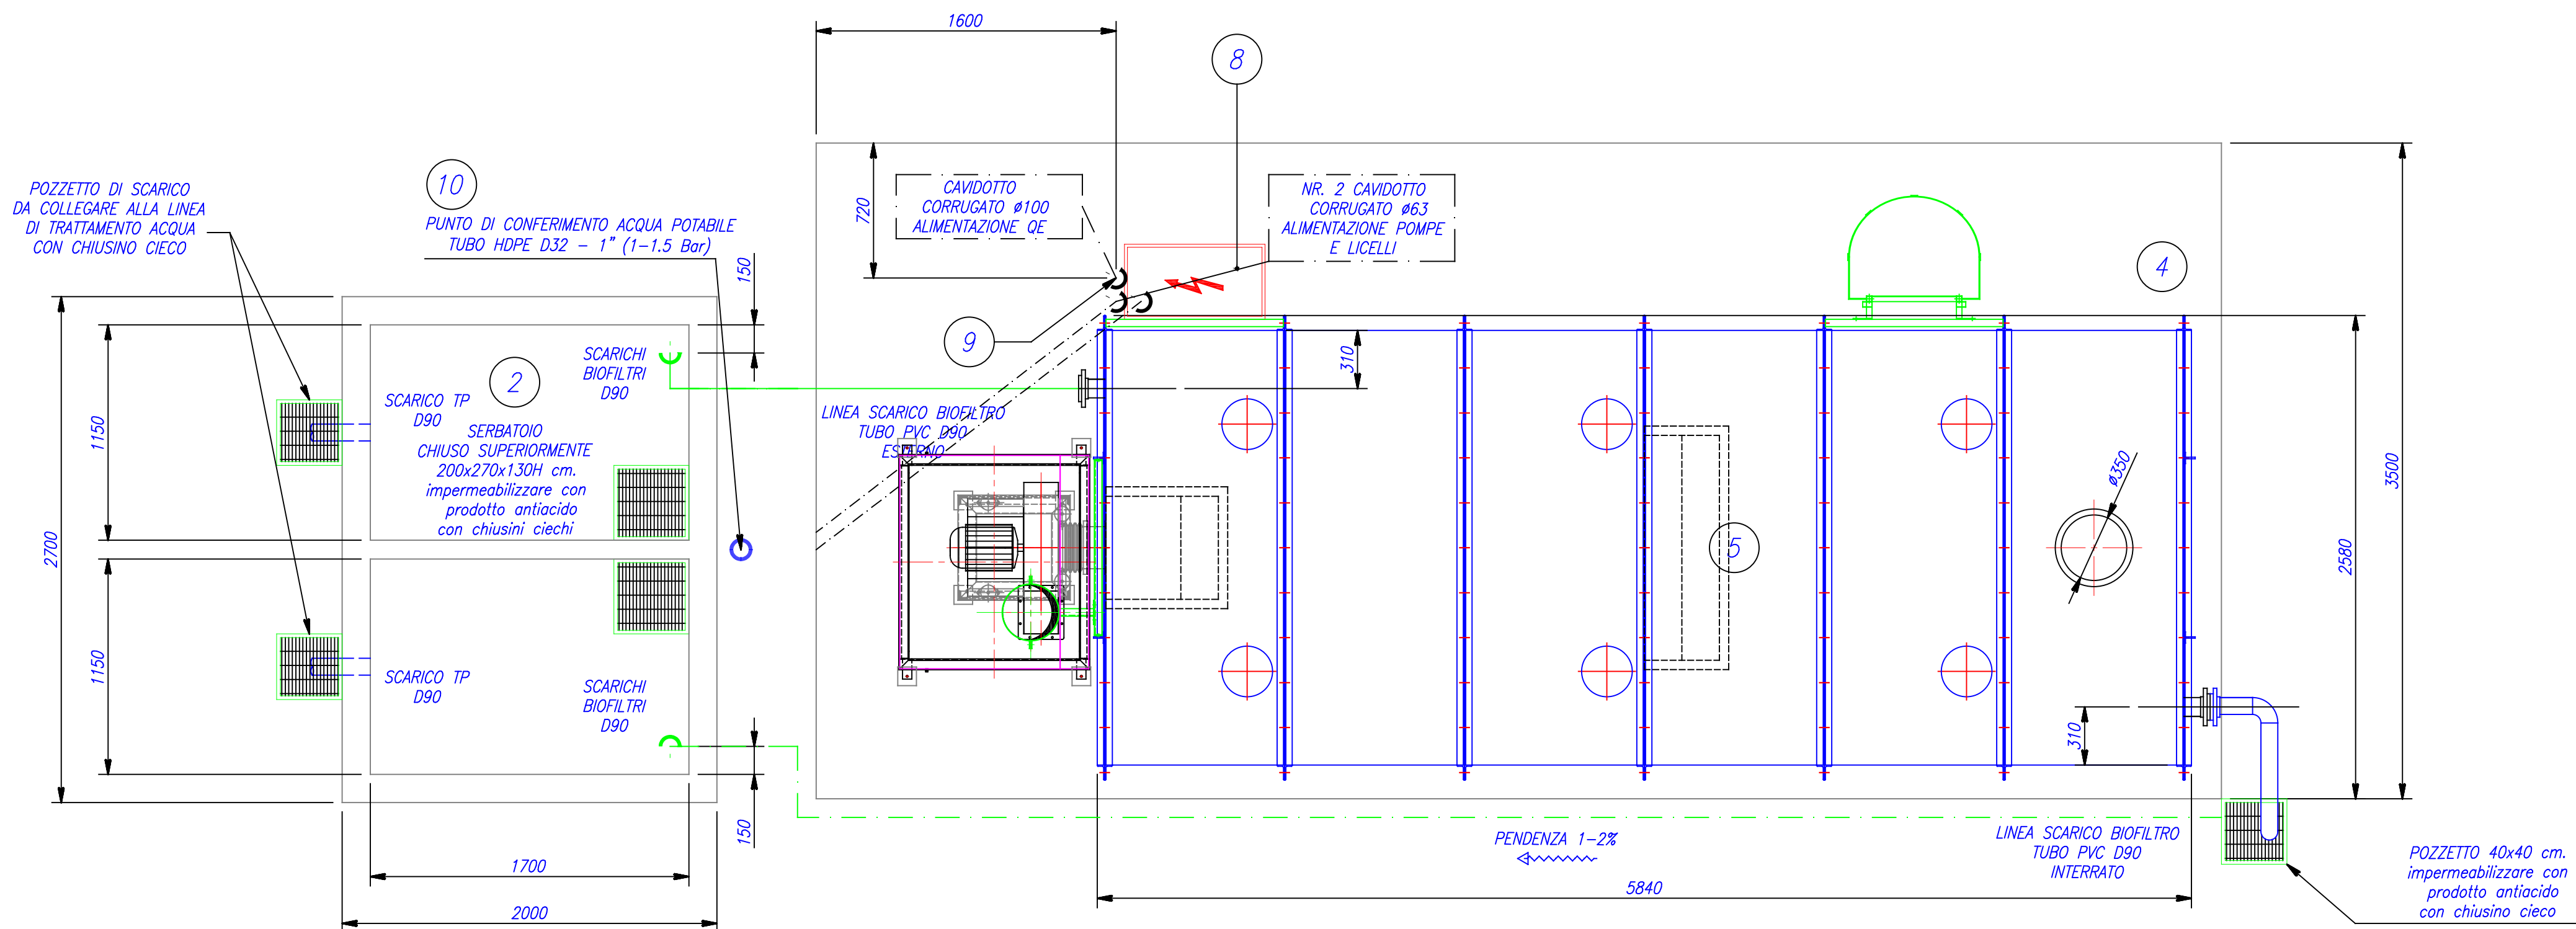 1600
8
POZZETTO DI SCARICO
DA COLLEGARE ALLA LINEA
DI TRATTAMENTO ACQUA
CON CHIUSINO CIECO
10
PUNTO DI CONFERIMENTO ACQUA POTABILE
TUBO HDPE D32 - 1" (1-1.5 Bar)
720
CAVIDOTTO
CORRUGATO ø100
ALIMENTAZIONE QE
NR. 2 CAVIDOTTO
CORRUGATO ø63
ALIMENTAZIONE POMPE
E LICELLI
4
150
9
310
2700
1150
2
SCARICHI
BIOFILTRI
D90
SCARICO TP
D90
SERBATOIO
CHIUSO SUPERIORMENTE
200x270x130H cm.
impermeabilizzare con
prodotto antiacido
con chiusini ciechi
LINEA SCARICO BIOFILTRO
TUBO PVC D90
ESTERNO
ø350
3500
5
2580
1150
SCARICO TP
D90
SCARICHI
BIOFILTRI
D90
310
150
1700
2000
PENDENZA 1-2%
5840
LINEA SCARICO BIOFILTRO
TUBO PVC D90
INTERRATO
POZZETTO 40x40 cm.
impermeabilizzare con
prodotto antiacido
con chiusino cieco